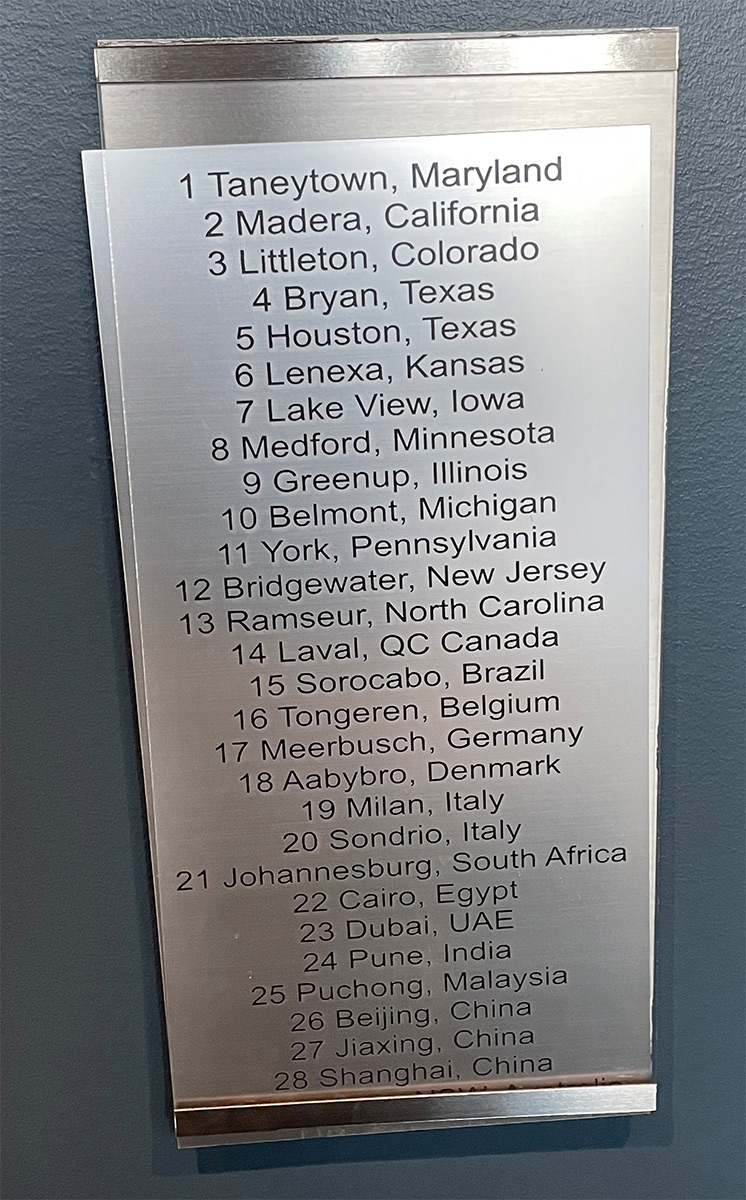 1 Taneytown, Maryland
2 Madera, California
3 Littleton, Colorado
4 Bryan, Texas
5 Houston, Texas
6 Lenexa, Kansas
7 Lake View, Iowa
8 Medford, Minnesota
9 Greenup, Illinois
10 Belmont, Michigan
11 York, Pennsylvania
12 Bridgewater, New Jersey
13 Ramseur, North Carolina
14 Laval, QC Canada
15 Sorocabo, Brazil
16 Tongeren, Belgium
17 Meerbusch, Germany
18 Aabybro, Denmark
19 Milan, Italy
20 Sondrio, Italy
21 Johannesburg, South Africa
22 Cairo, Egypt
23 Dubai, UAE
24 Pune, India
25 Puchong, Malaysia
26 Beijing, China
27 Jiaxing, China
28 Shanghai, China
NSW, Australia